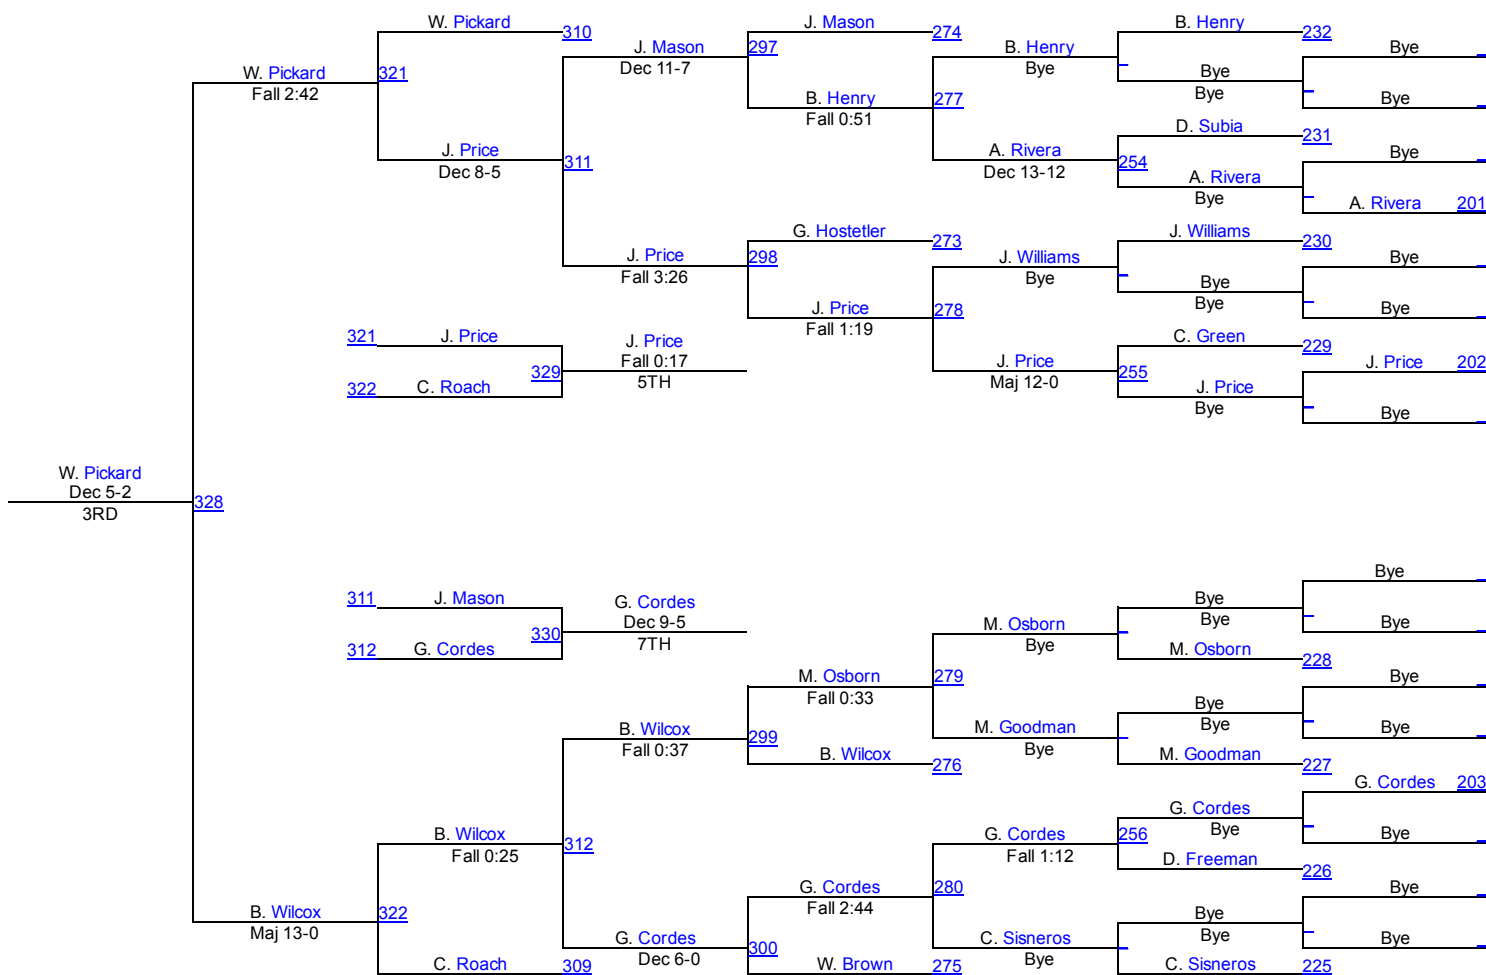 W. Pickard
310
J. Mason
274
B. Henry
232
Bye
J. Mason
297
Dec 11-7
B. Henry
Bye
W. Pickard
321
Fall 2:42
Bye
Bye
B. Henry
277
Fall 0:51
Bye
D. Subia
231
J. Price
311
Dec 8-5
A. Rivera
254
Dec 13-12
Bye
A. Rivera
Bye
A. Rivera 201
G. Hostetler
273
J. Williams
230
J. Price
298
Fall 3:26
J. Williams
Bye
Bye
Bye
Bye
J. Price
278
Fall 1:19
Bye
321
J. Price
J. Price
Fall 0:17
5TH
329
322
C. Roach
C. Green
229
J. Price
255
Maj 12-0
J. Price 202
J. Price
Bye
Bye
W. Pickard
Dec 5-2
328
3RD
Bye
311
J. Mason
G. Cordes
Dec 9-5
7TH
330
312
G. Cordes
Bye
Bye
Bye
M. Osborn
Bye
M. Osborn
228
M. Osborn
279
Fall 0:33
Bye
Bye
Bye
B. Wilcox
299
Fall 0:37
M. Goodman
Bye
Bye
B. Wilcox
276
M. Goodman
227
G. Cordes 203
G. Cordes
Bye
B. Wilcox
312
Fall 0:25
G. Cordes
256
Fall 1:12
Bye
D. Freeman
226
G. Cordes
280
Fall 2:44
Bye
B. Wilcox
322
Maj 13-0
Bye
Bye
G. Cordes
300
Dec 6-0
C. Sisneros
Bye
Bye
C. Roach
309
W. Brown
275
C. Sisneros
225